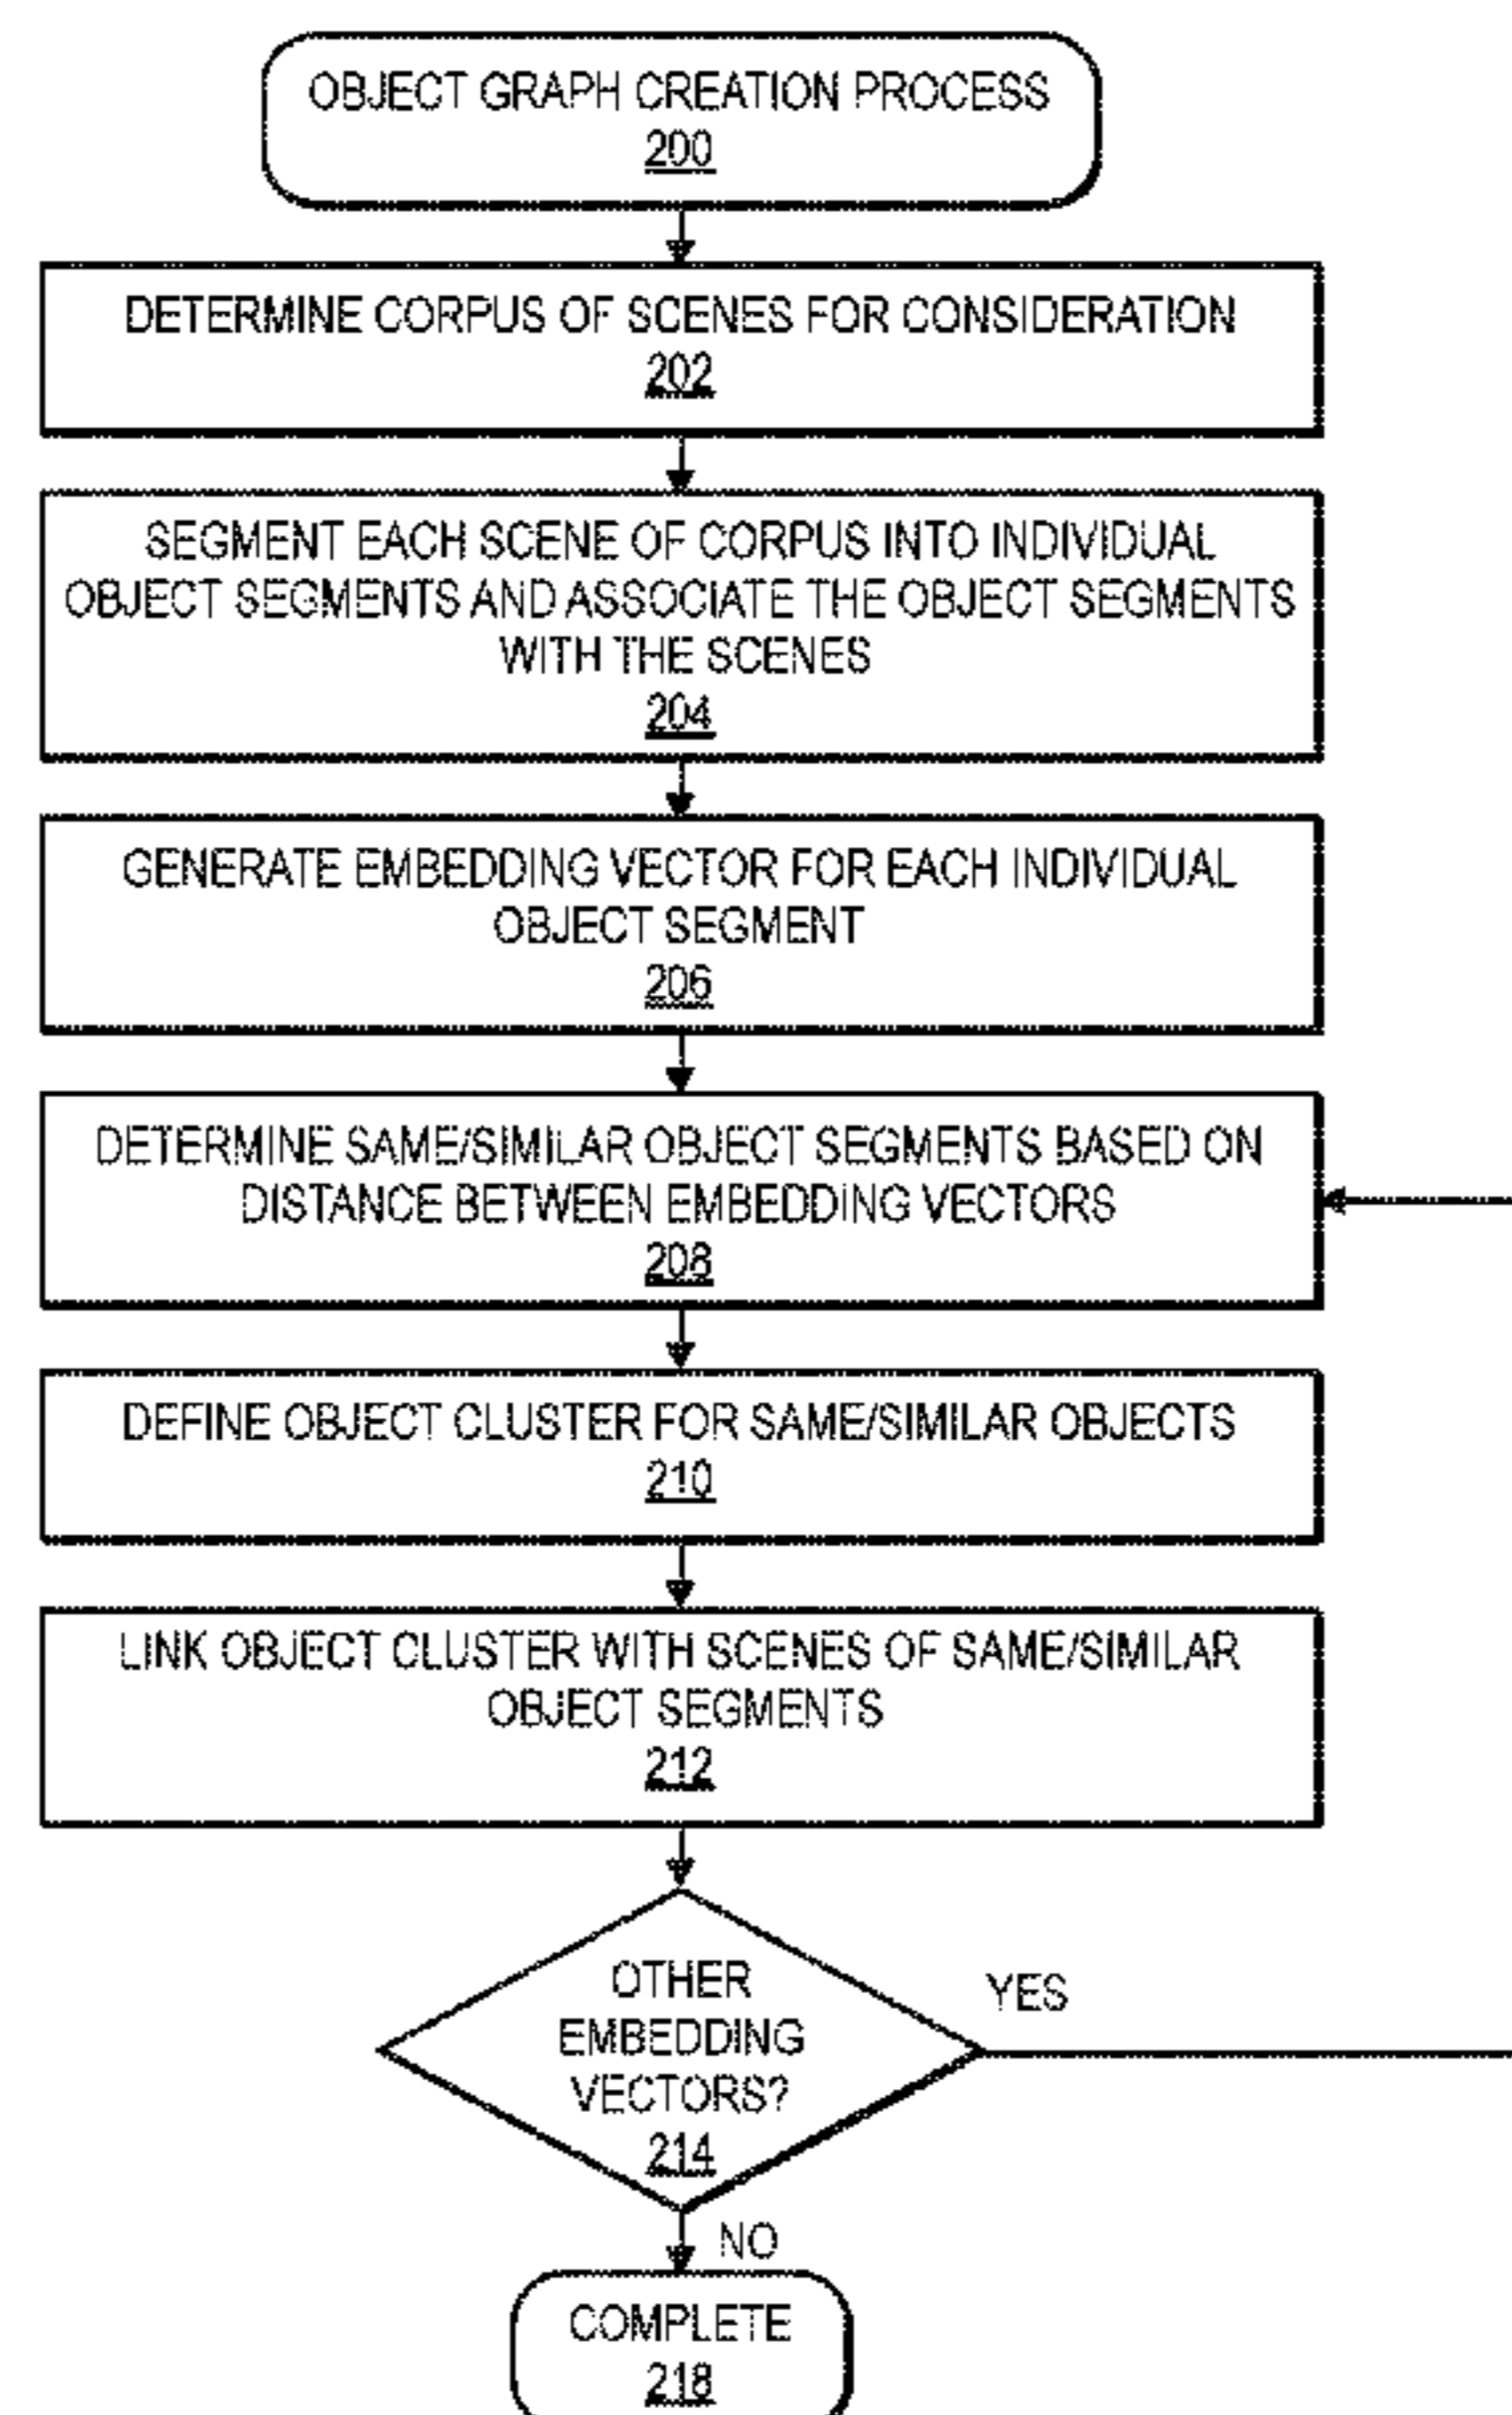 OBJECT GRAPH CREATION PROCESS
200
DETERMINE CORPUS OF SCENES FOR CONSIDERATION
202
SEGMENT EACH SCENE OF CORPUS INTO INDIVIDUAL
OBJECT SEGMENTS AND ASSOCIATE THE OBJECT SEGMENTS
WITH THE SCENES
204
GENERATE EMBEDDING VECTOR FOR EACH INDIVIDUAL
OBJECT SEGMENT
206
DETERMINE SAME/SIMILAR OBJECT SEGMENTS BASED ON
DISTANCE BETWEEN EMBEDDING VECTORS
208
DEFINE OBJECT CLUSTER FOR SAME/SIMILAR OBJECTS
210
LINK OBJECT CLUSTER WITH SCENES OF SAME/SIMILAR
OBJECT SEGMENTS
212
OTHER
EMBEDDING
VECTORS?
214
YES
NO
COMPLETE
218